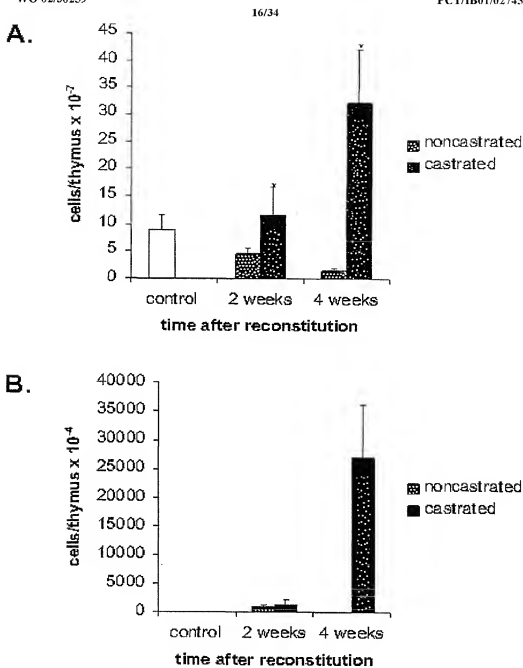 16/34
A.
cells/thymus x 10-7
45
40
35
30
25
20
15
10
5
0
control
2 weeks
4 weeks
time after reconstitution
noncastrated
castrated
B.
cells/thymus x 10-4
40000
35000
30000
25000
20000
15000
10000
5000
0
control
2 weeks
4 weeks
time after reconstitution
noncastrated
castrated